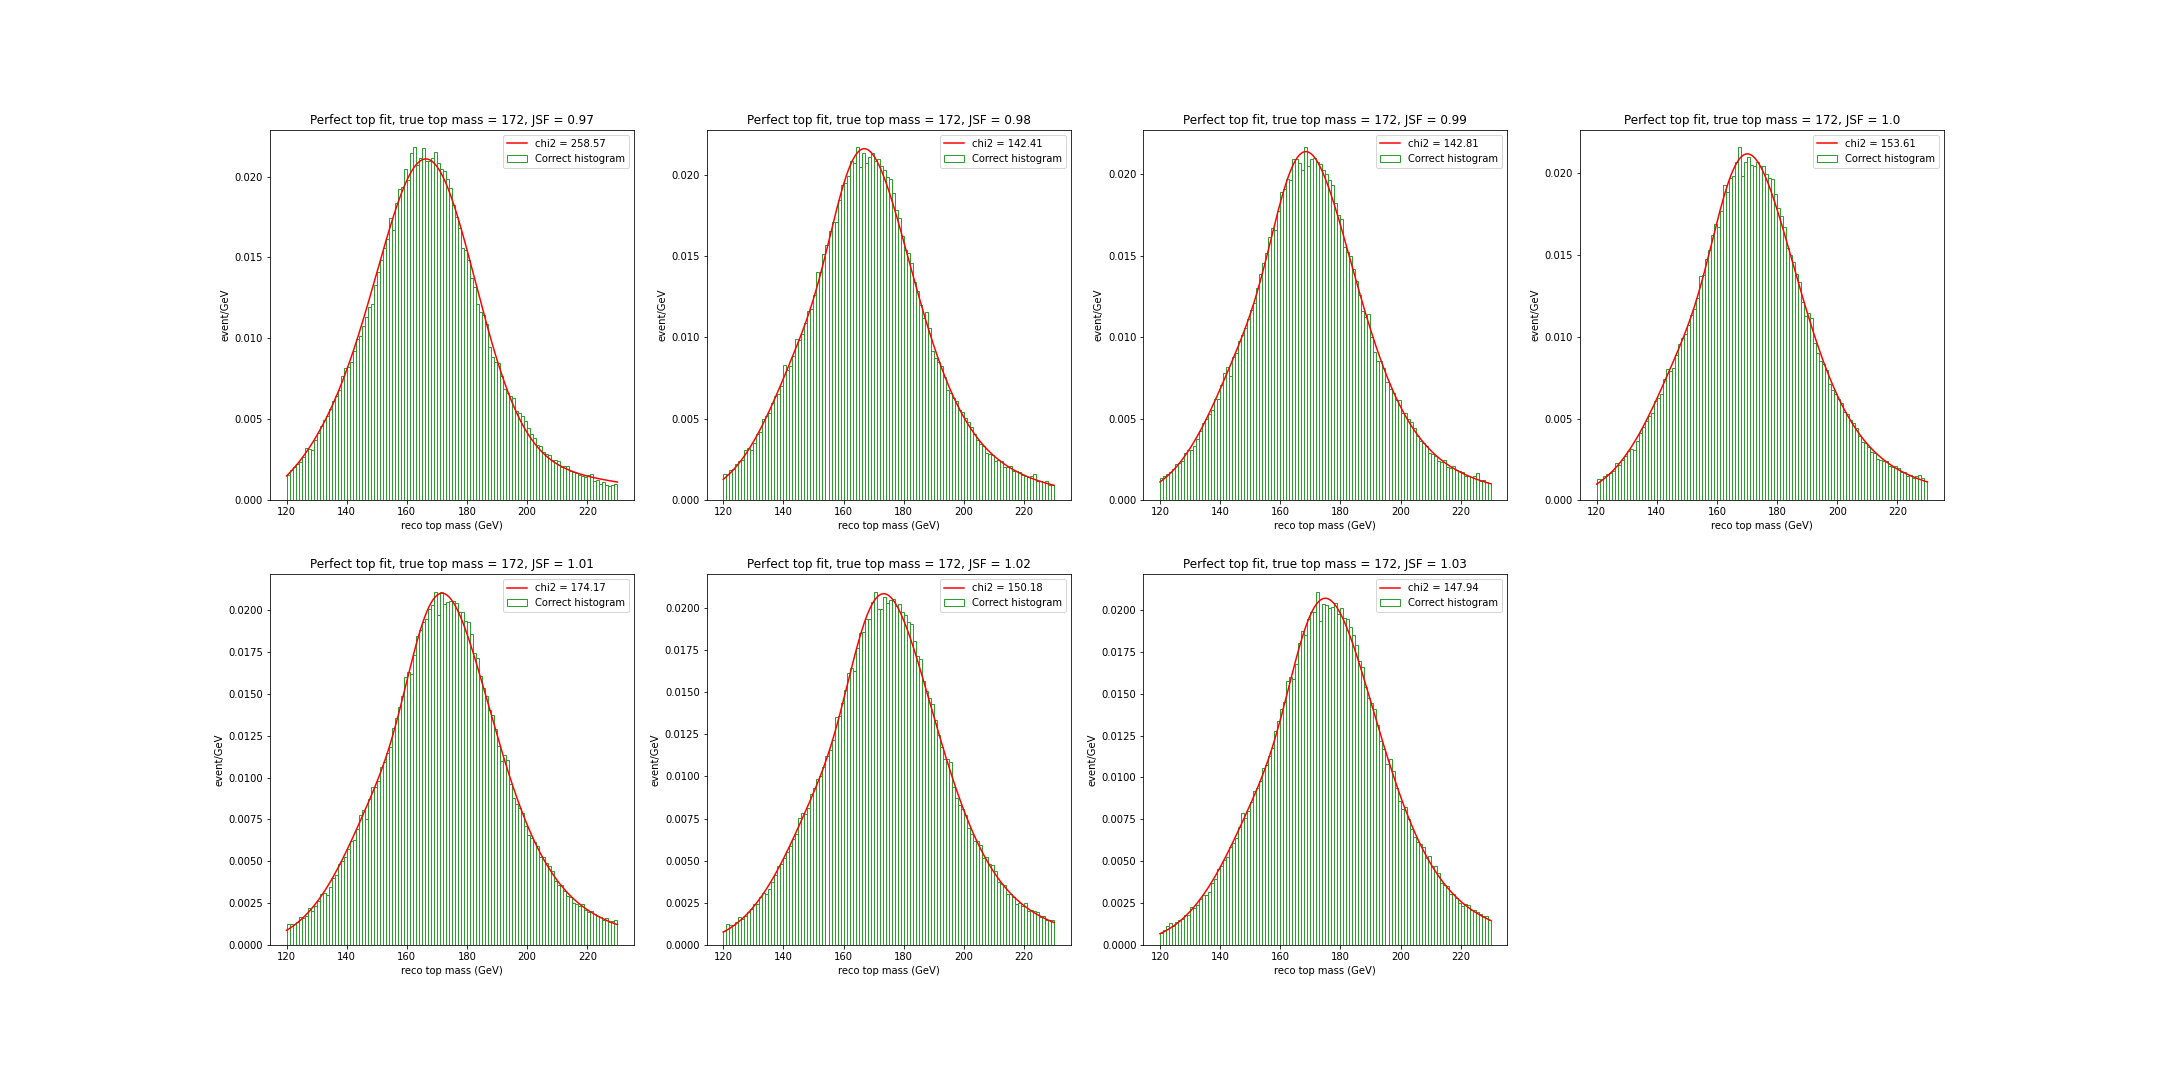 Perfect top fit, true top mass = 172, JSF = 0.97
chi2 = 258.57
Correct histogram
event/GeV
0.020
0.015
0.010
0.005
0.000
120 140 160 180 200 220
reco top mass (GeV)
Perfect top fit, true top mass = 172, JSF = 0.98
chi2 = 142.41
Correct histogram
event/GeV
0.020
0.015
0.010
0.005
0.000
120 140 160 180 200 220
reco top mass (GeV)
Perfect top fit, true top mass = 172, JSF = 0.99
chi2 = 142.81
Correct histogram
event/GeV
0.020
0.015
0.010
0.005
0.000
120 140 160 180 200 220
reco top mass (GeV)
Perfect top fit, true top mass = 172, JSF = 1.0
chi2 = 153.61
Correct histogram
event/GeV
0.020
0.015
0.010
0.005
0.000
120 140 160 180 200 220
reco top mass (GeV)
Perfect top fit, true top mass = 172, JSF = 1.01
chi2 = 174.17
Correct histogram
event/GeV
0.0200
0.0175
0.0150
0.0125
0.0100
0.0075
0.0050
0.0025
0.0000
120 140 160 180 200 220
reco top mass (GeV)
Perfect top fit, true top mass = 172, JSF = 1.02
chi2 = 150.18
Correct histogram
event/GeV
0.0200
0.0175
0.0150
0.0125
0.0100
0.0075
0.0050
0.0025
0.0000
120 140 160 180 200 220
reco top mass (GeV)
Perfect top fit, true top mass = 172, JSF = 1.03
chi2 = 147.94
Correct histogram
event/GeV
0.0200
0.0175
0.0150
0.0125
0.0100
0.0075
0.0050
0.0025
0.0000
120 140 160 180 200 220
reco top mass (GeV)